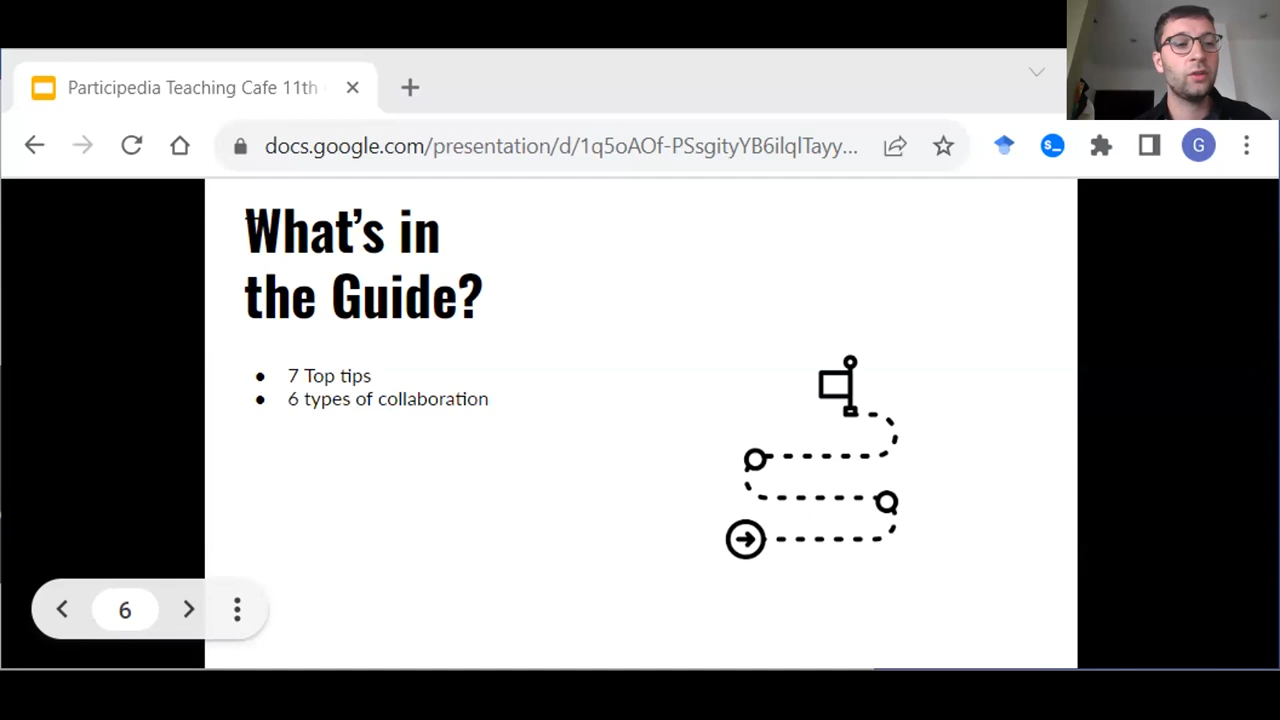 Participedia Teaching Cafe 11th
docs.google.com/presentation/d/1q5oAOf-PSsgityYB6ilqlTayy...
S_
G
What's in
the Guide?
• 7 Top tips
• 6 types of collaboration
6